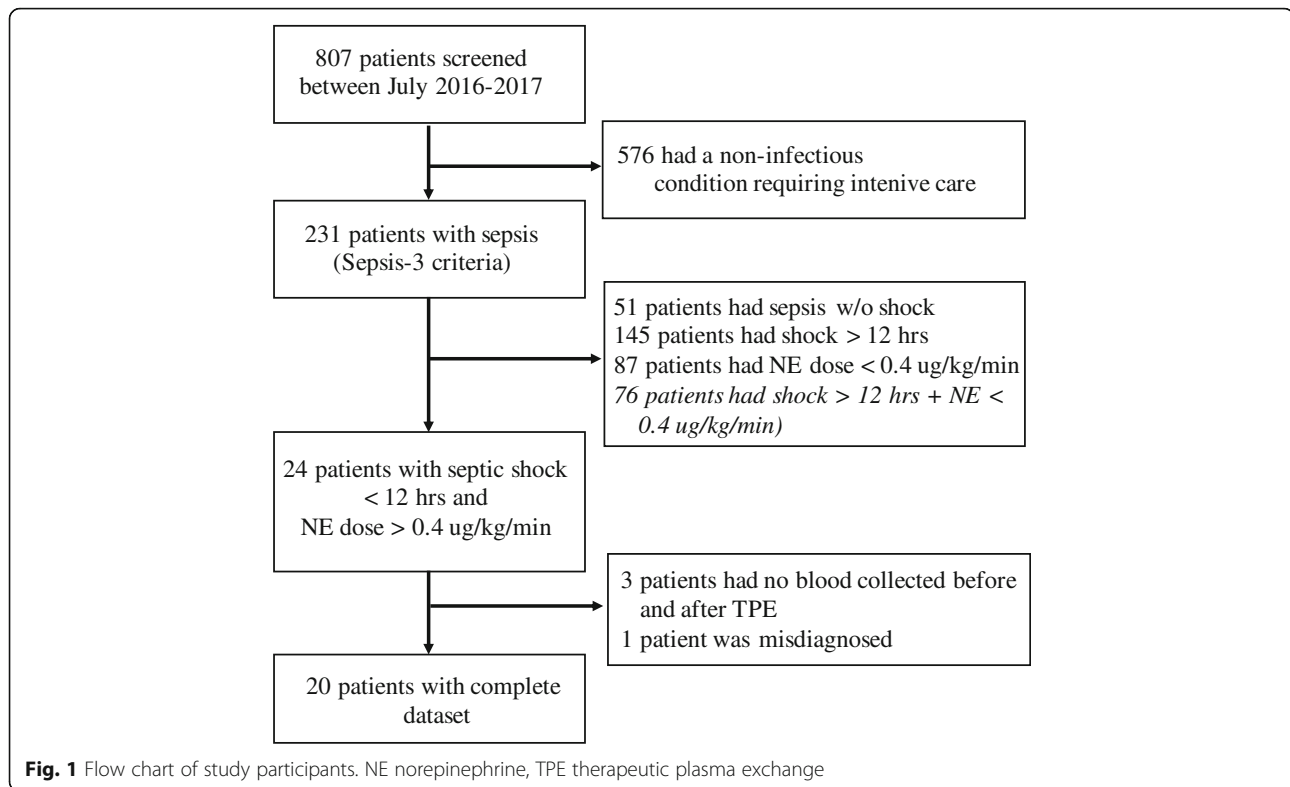 807 patients screened
between July 2016-2017
576 had a non-infectious
condition requiring intenive care
231 patients with sepsis
(Sepsis-3 criteria)
51 patients had sepsis w/o shock
145 patients had shock > 12 hrs
87 patients had NE dose < 0.4 ug/kg/min
76 patients had shock > 12 hrs + NE <
0.4 ug/kg/min)
24 patients with septic shock
< 12 hrs and
NE dose > 0.4 ug/kg/min
3 patients had no blood collected before
and after TPE
1 patient was misdiagnosed
20 patients with complete
dataset
Fig. 1 Flow chart of study participants. NE norepinephrine, TPE therapeutic plasma exchange